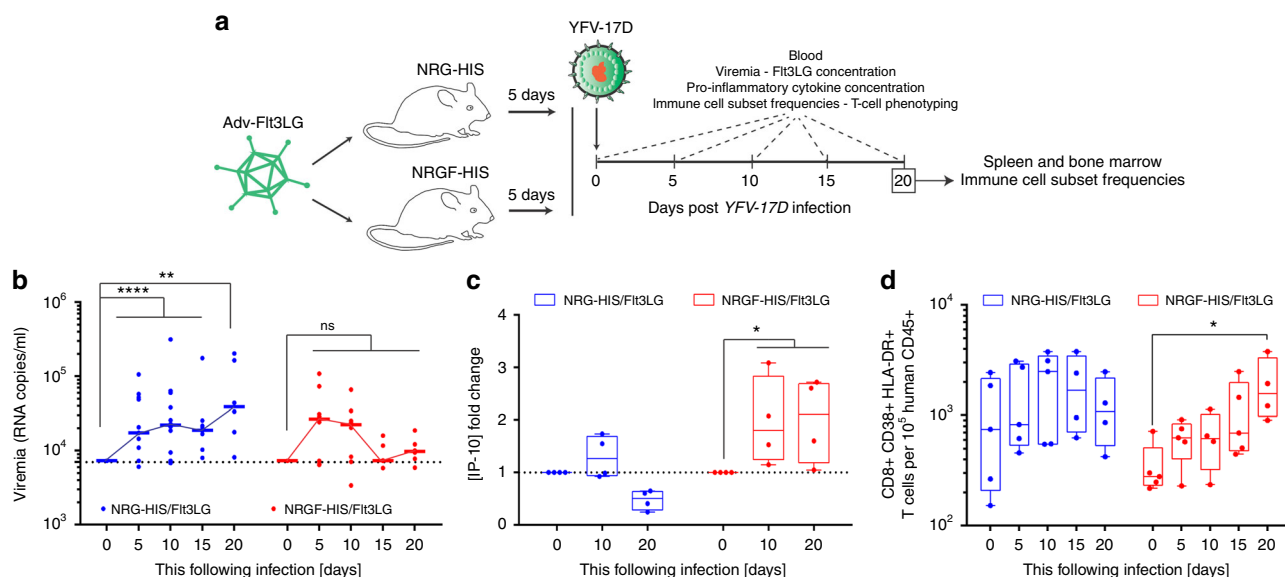 a
YFV-17D
NRG-HIS
5 days
Adv-Flt3LG
NRGF-HIS
5 days
Blood
Viremia - Flt3LG concentration
Pro-inflammatory cytokine concentration
Immune cell subset frequencies - T-cell phenotyping
0 5 10 15 20
Days post YFV-17D infection
Spleen and bone marrow
Immune cell subset frequencies
b
Viremia (RNA copies/ml)
10^6
10^5
10^4
10^3
**
****
ns
NRG-HIS/Flt3LG NRGF-HIS/Flt3LG
0 5 10 15 20 0 5 10 15 20
This following infection [days]
c
NRG-HIS/Flt3LG NRGF-HIS/Flt3LG
[IP-10] fold change
4
3
2
1
0
*
0 10 20 0 10 20
This following infection [days]
d
NRG-HIS/Flt3LG NRGF-HIS/Flt3LG
CD8+ CD38+ HLA-DR+
T cells per 10^5 human CD45+
10^4
10^3
10^2
*
0 5 10 15 20 0 5 10 15 20
This following infection [days]